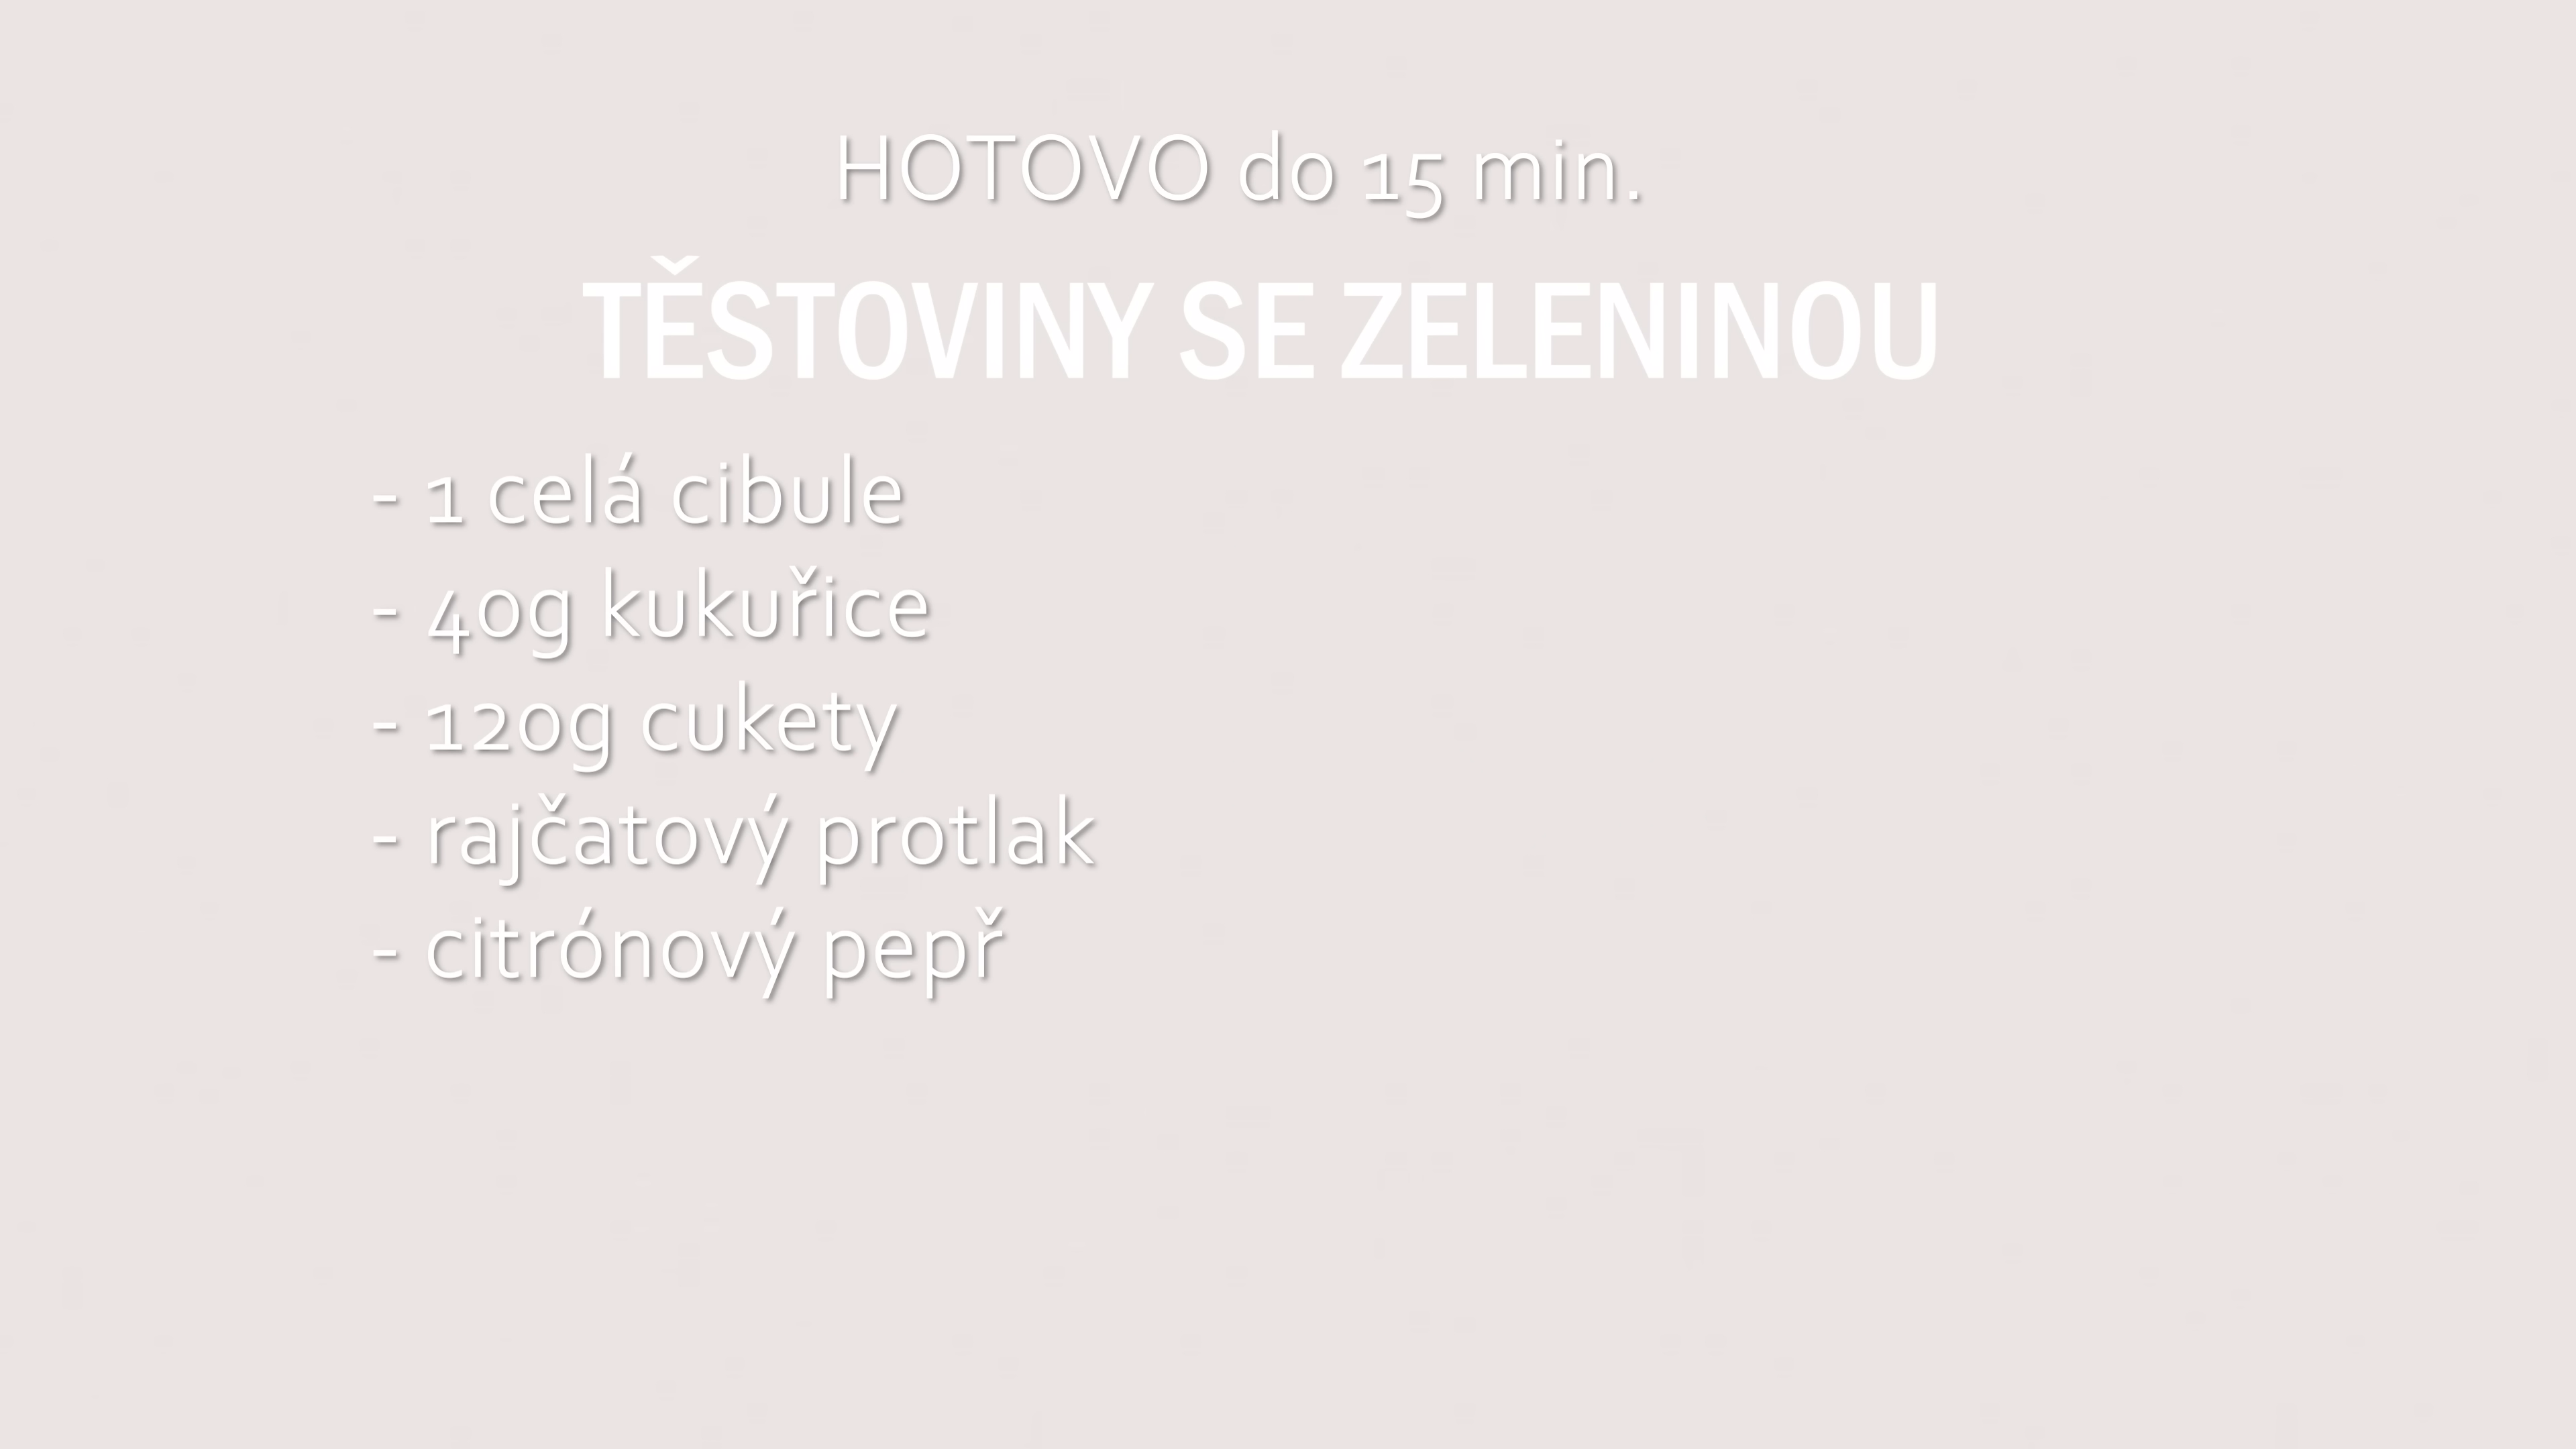 HOTOVO do 15 min.
TĚSTOVINY SE ZELENINOU
- 1 celá cibule
- 40g kukuřice
- 120g cukety
- rajčatový protlak
- citrónový pepř